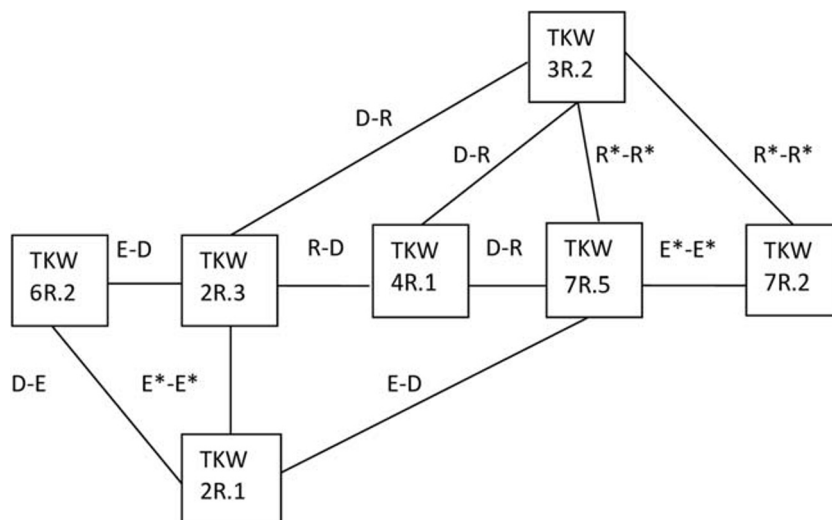 TKW
3R.2
D-R
D-R
R*-R*
R*-R*
TKW
6R.2
E-D
TKW
2R.3
R-D
TKW
4R.1
D-R
TKW
7R.5
E*-E*
TKW
7R.2
D-E
E*-E*
E-D
TKW
2R.1